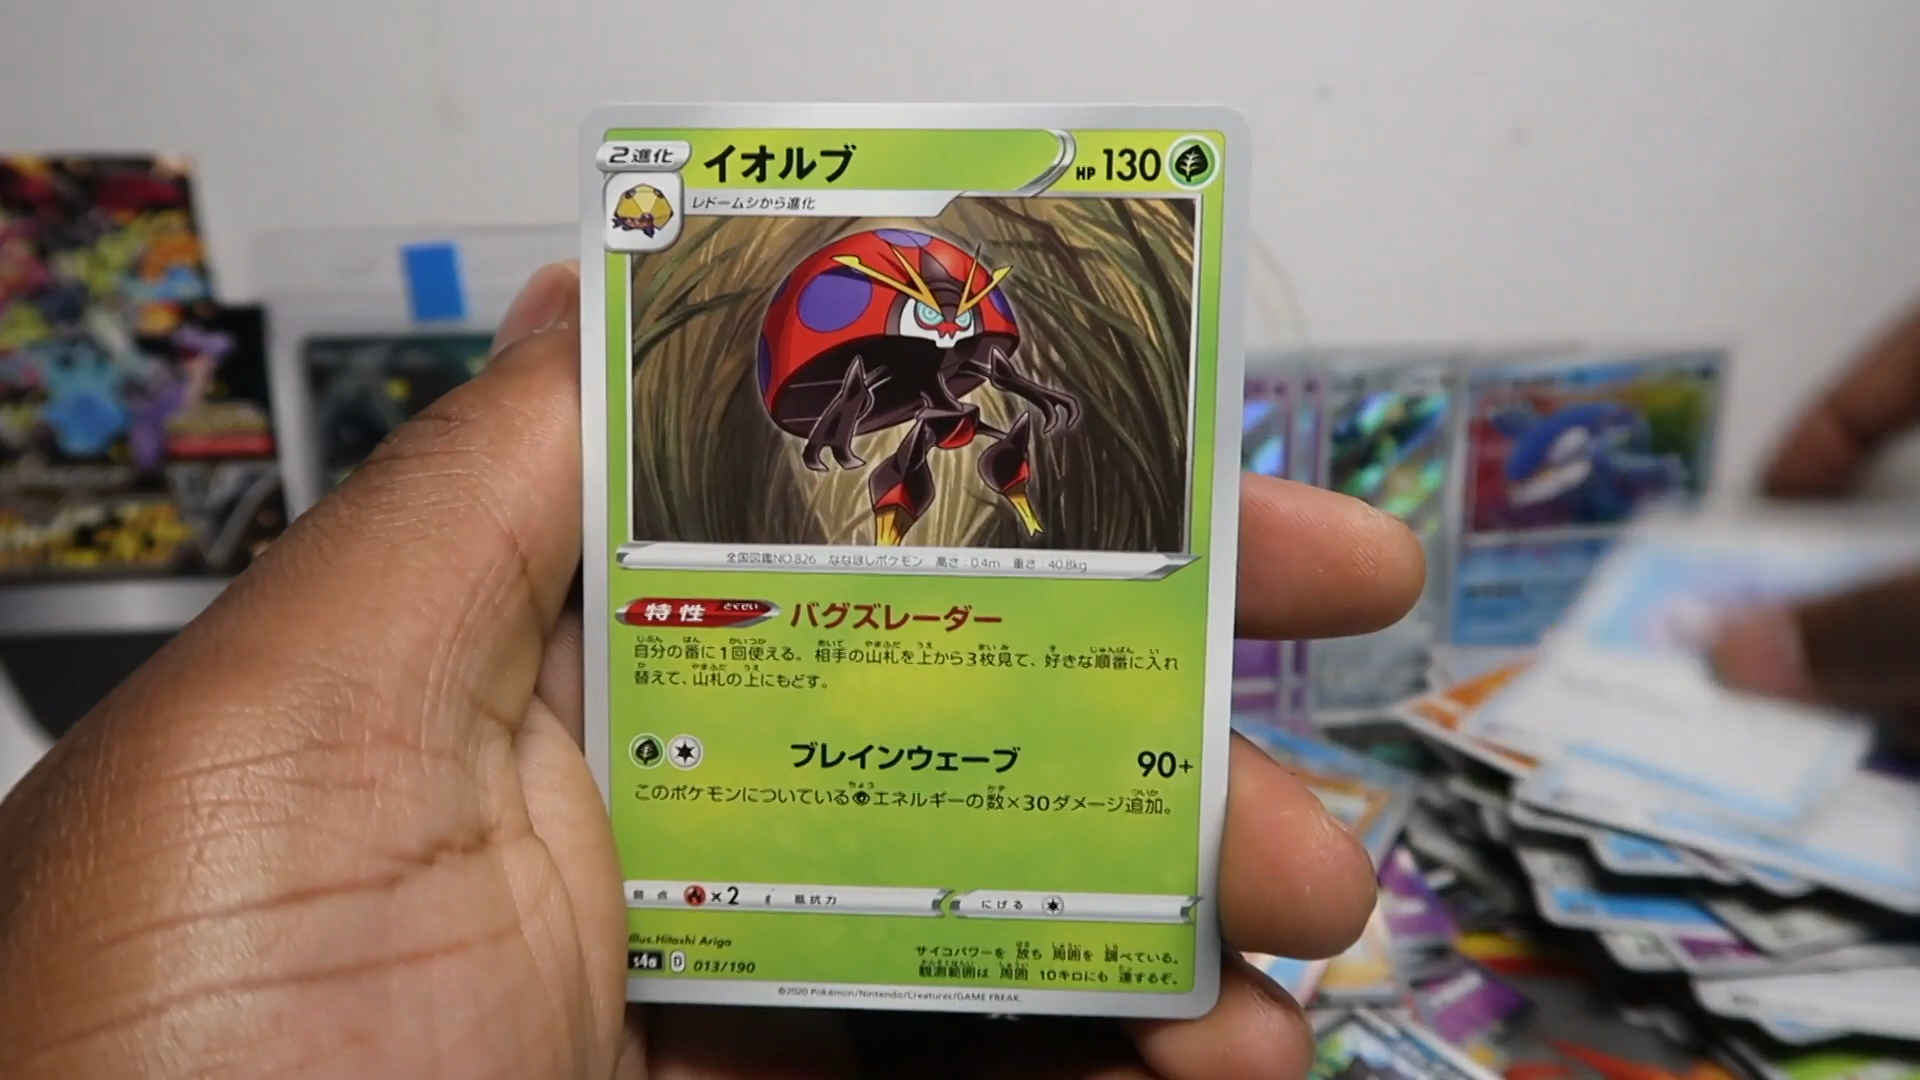 2進化 イオルブ HP 130
レドームシから進化
全国図鑑NO.826 ななほしポケモン 高さ:0.4m 重さ:40.8kg
特性 とくせい バグズレーダー
自分の番に1回使える。相手の山札を上から3枚見て、好きな順番に入れ
替えて、山札の上にもどす。
ブレインウェーブ 90+
このポケモンについているエネルギーの数×30ダメージ追加。
弱点 ×2 抵抗力 にげる
illus.Hitoshi Ariga
サイコパワーを 放ち 周囲を 調べている。
s4a D 013/190
観測範囲は 周囲 10キロにも 達するぞ。
©2020 Pokémon/Nintendo/Creatures/GAME FREAK.